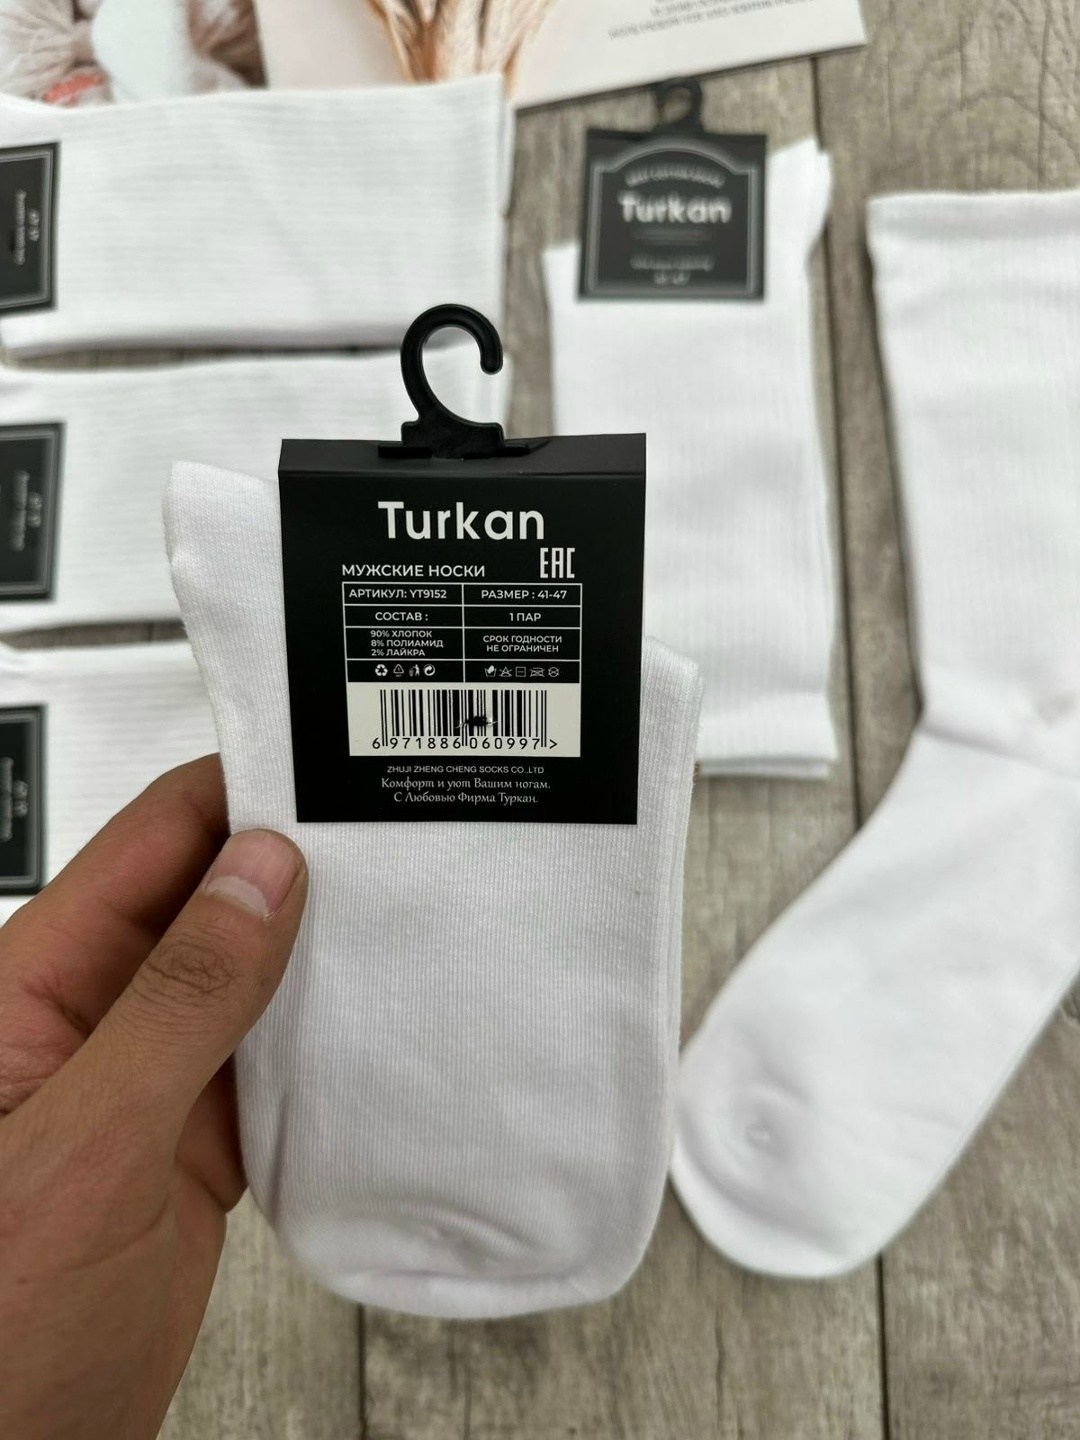 Turkan
Turkan
EAC
МУЖСКИЕ НОСКИ
АРТИКУЛ: YT9152
РАЗМЕР : 41-47
СОСТАВ :
1 ПАР
90% ХЛОПОК
8% ПОЛИАМИД
2% ЛАЙКРА
СРОК ГОДНОСТИ
НЕ ОГРАНИЧЕН
6 971886 060997 >
ZHUJI ZHENG CHENG SOCKS CO.,LTD
Комфорт и уют Вашим ногам.
С Любовью Фирма Туркан.